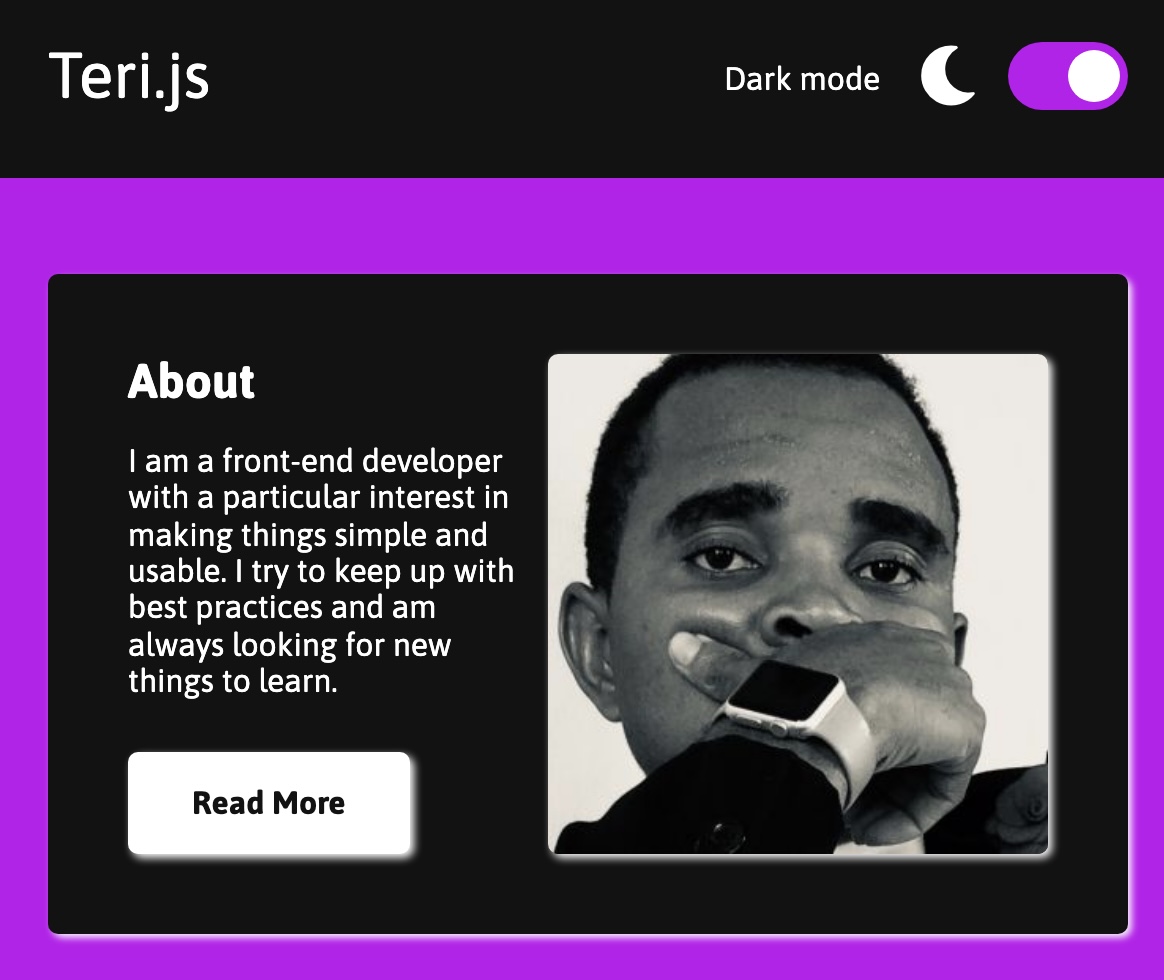 Teri.js
Dark mode
About
I am a front-end developer
with a particular interest in
making things simple and
usable. I try to keep up with
best practices and am
always looking for new
things to learn.
Read More